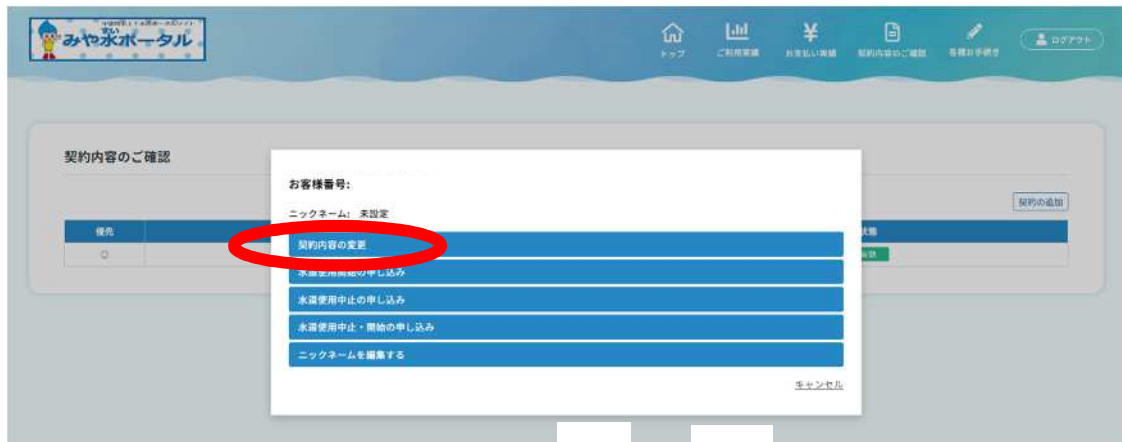 みや水ポータル
トップ
ご利用実績
お支払い実績
契約内容のご確認
各種お手続き
ログアウト
契約内容のご確認
お客様番号:
契約の追加
ニックネーム: 未設定
優先
状態
契約内容の変更
有効
水道使用開始の申し込み
水道使用中止の申し込み
水道使用中止・開始の申し込み
ニックネームを編集する
キャンセル